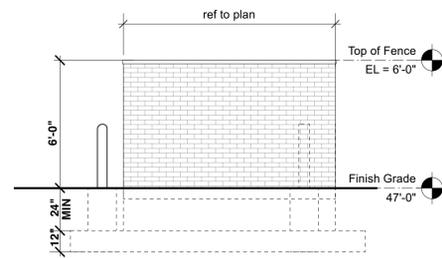 ref to plan
Top of Fence
EL = 6'-0"
6'-0"
Finish Grade
47'-0"
24"
MIN
12"